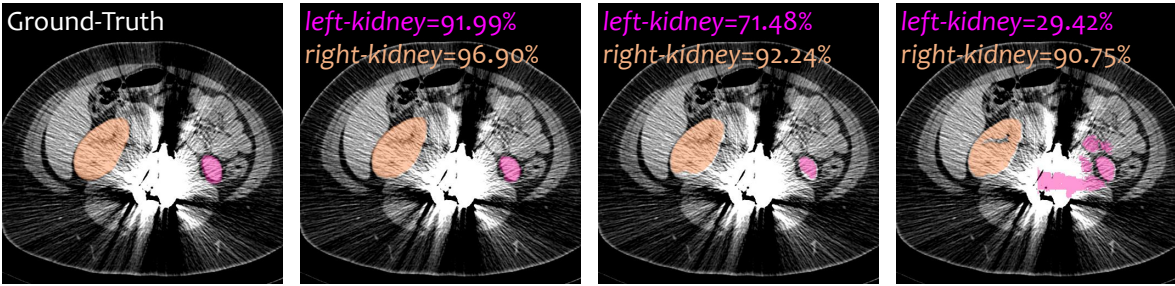 Ground-Truth
left-kidney=91.99%
right-kidney=96.90%
left-kidney=71.48%
right-kidney=92.24%
left-kidney=29.42%
right-kidney=90.75%